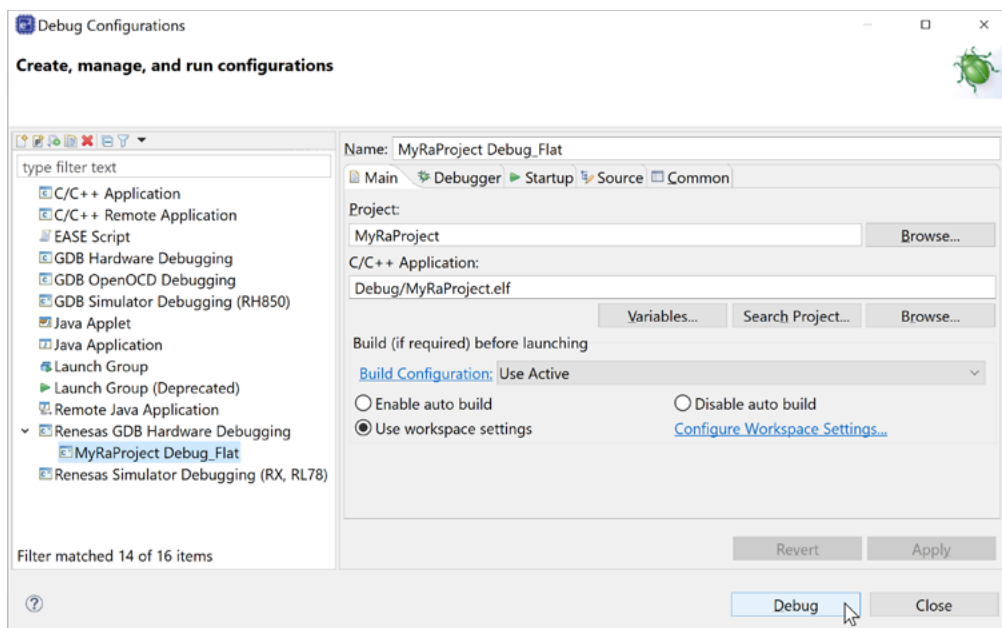 Debug Configurations
Create, manage, and run configurations
type filter text
C/C++ Application
C/C++ Remote Application
EASE Script
GDB Hardware Debugging
GDB OpenOCD Debugging
GDB Simulator Debugging (RH850)
Java Applet
Java Application
Launch Group
Launch Group (Deprecated)
Remote Java Application
Renesas GDB Hardware Debugging
MyRaProject Debug_Flat
Renesas Simulator Debugging (RX, RL78)
Filter matched 14 of 16 items
Name: MyRaProject Debug_Flat
Main Debugger Startup Source Common
Project:
MyRaProject Browse...
C/C++ Application:
Debug/MyRaProject.elf
Variables... Search Project... Browse...
Build (if required) before launching
Build Configuration: Use Active
Enable auto build Disable auto build
Use workspace settings Configure Workspace Settings...
Revert Apply
Debug Close